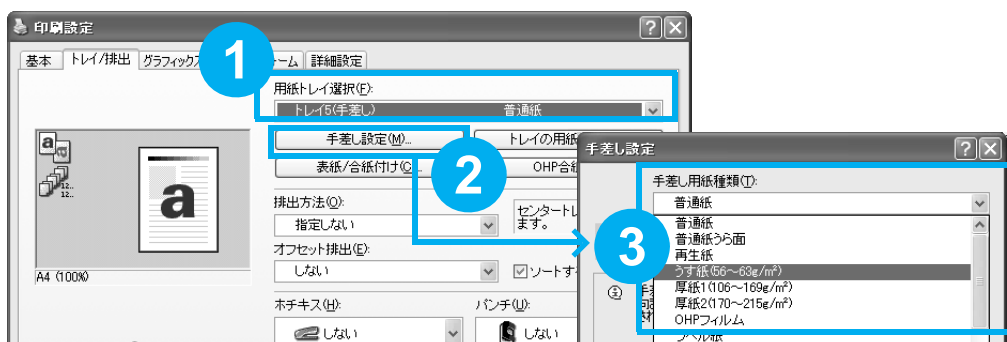 印刷設定
基本 トレイ/排出 グラフィックス ーム 詳細設定
1
用紙トレイ選択(F):
トレイ5(手差し) 普通紙
手差し設定(M)...
トレイの用紙
2
表紙/合紙付け(C)...
OHP合紙
排出方法(O):
指定しない
センタートレ
ます。
オフセット排出(E):
しない
ソートす
ホチキス(H):
しない
パンチ(U):
しない
a
12..
12..
a
A4 (100%)
手差し設定
手差し用紙種類(T):
普通紙
3
普通紙
普通紙うら面
再生紙
うす紙(56～63g/m²)
厚紙1(106～169g/m²)
厚紙2(170～215g/m²)
OHPフィルム
ラベル紙